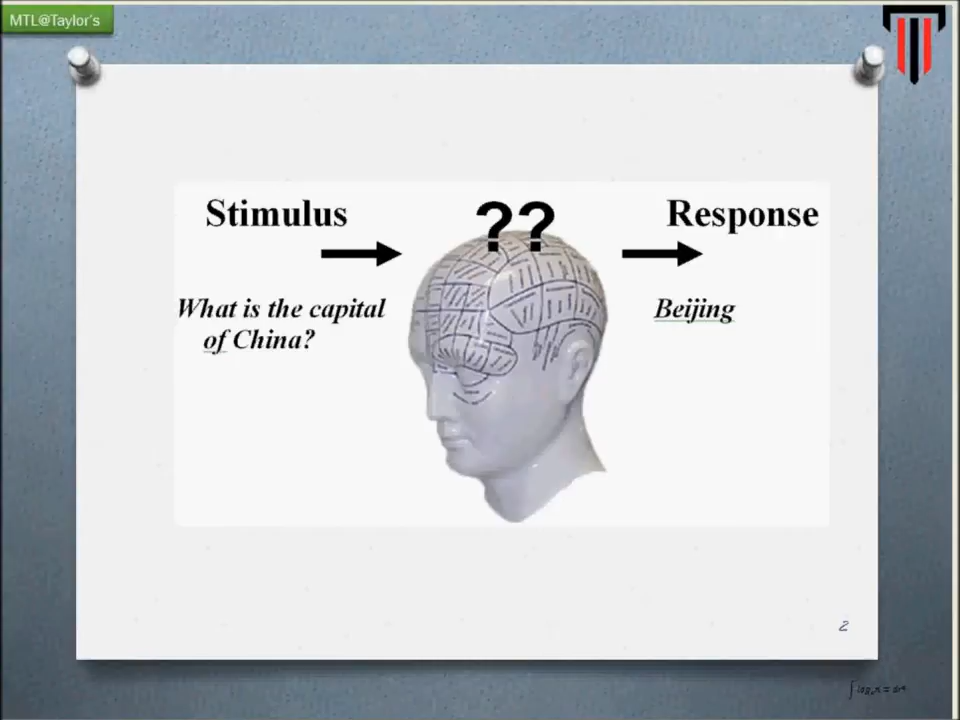 MTL@Taylor's
Stimulus
??
Response
What is the capital
of China?
Beijing
2